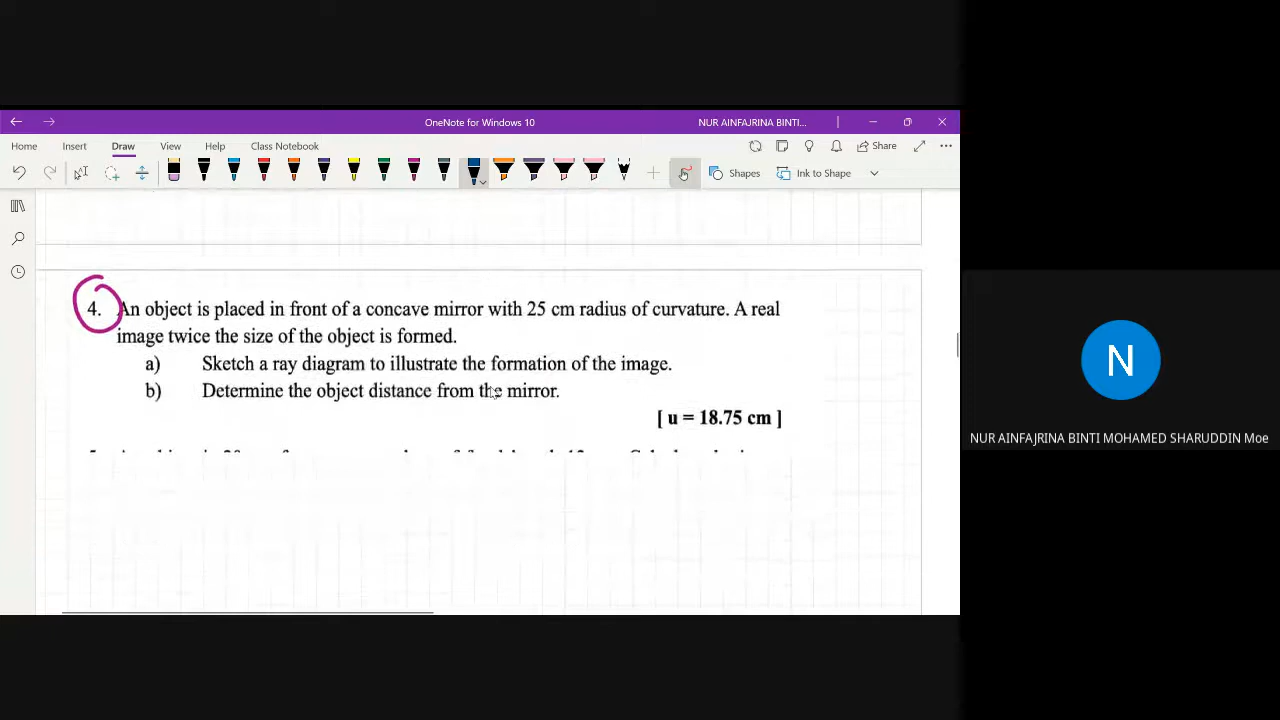 OneNote for Windows 10
NUR AINFAJRINA BINTI...
Home Insert Draw View Help Class Notebook
Share
Shapes
Ink to Shape
4. An object is placed in front of a concave mirror with 25 cm radius of curvature. A real
image twice the size of the object is formed.
a) Sketch a ray diagram to illustrate the formation of the image.
b) Determine the object distance from the mirror.
[ u = 18.75 cm ]
N
NUR AINFAJRINA BINTI MOHAMED SHARUDDIN Moe